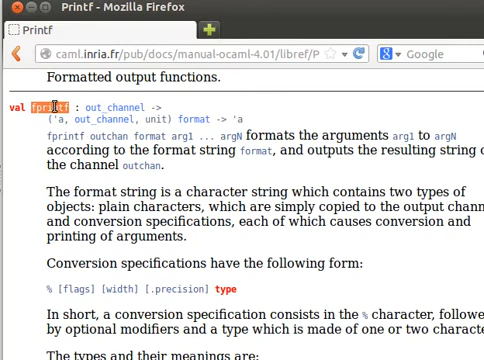 Printf - Mozilla Firefox
Printf
caml.inria.fr/pub/docs/manual-ocaml-4.01/libref/P
Google
Formatted output functions.
val fprintf : out_channel ->
('a, out_channel, unit) format -> 'a
fprintf outchan format arg1 ... argN formats the arguments arg1 to argN
according to the format string format, and outputs the resulting string o
the channel outchan.
The format string is a character string which contains two types of
objects: plain characters, which are simply copied to the output chann
and conversion specifications, each of which causes conversion and
printing of arguments.
Conversion specifications have the following form:
% [flags] [width] [.precision] type
In short, a conversion specification consists in the % character, followe
by optional modifiers and a type which is made of one or two characte
The types and their meanings are: